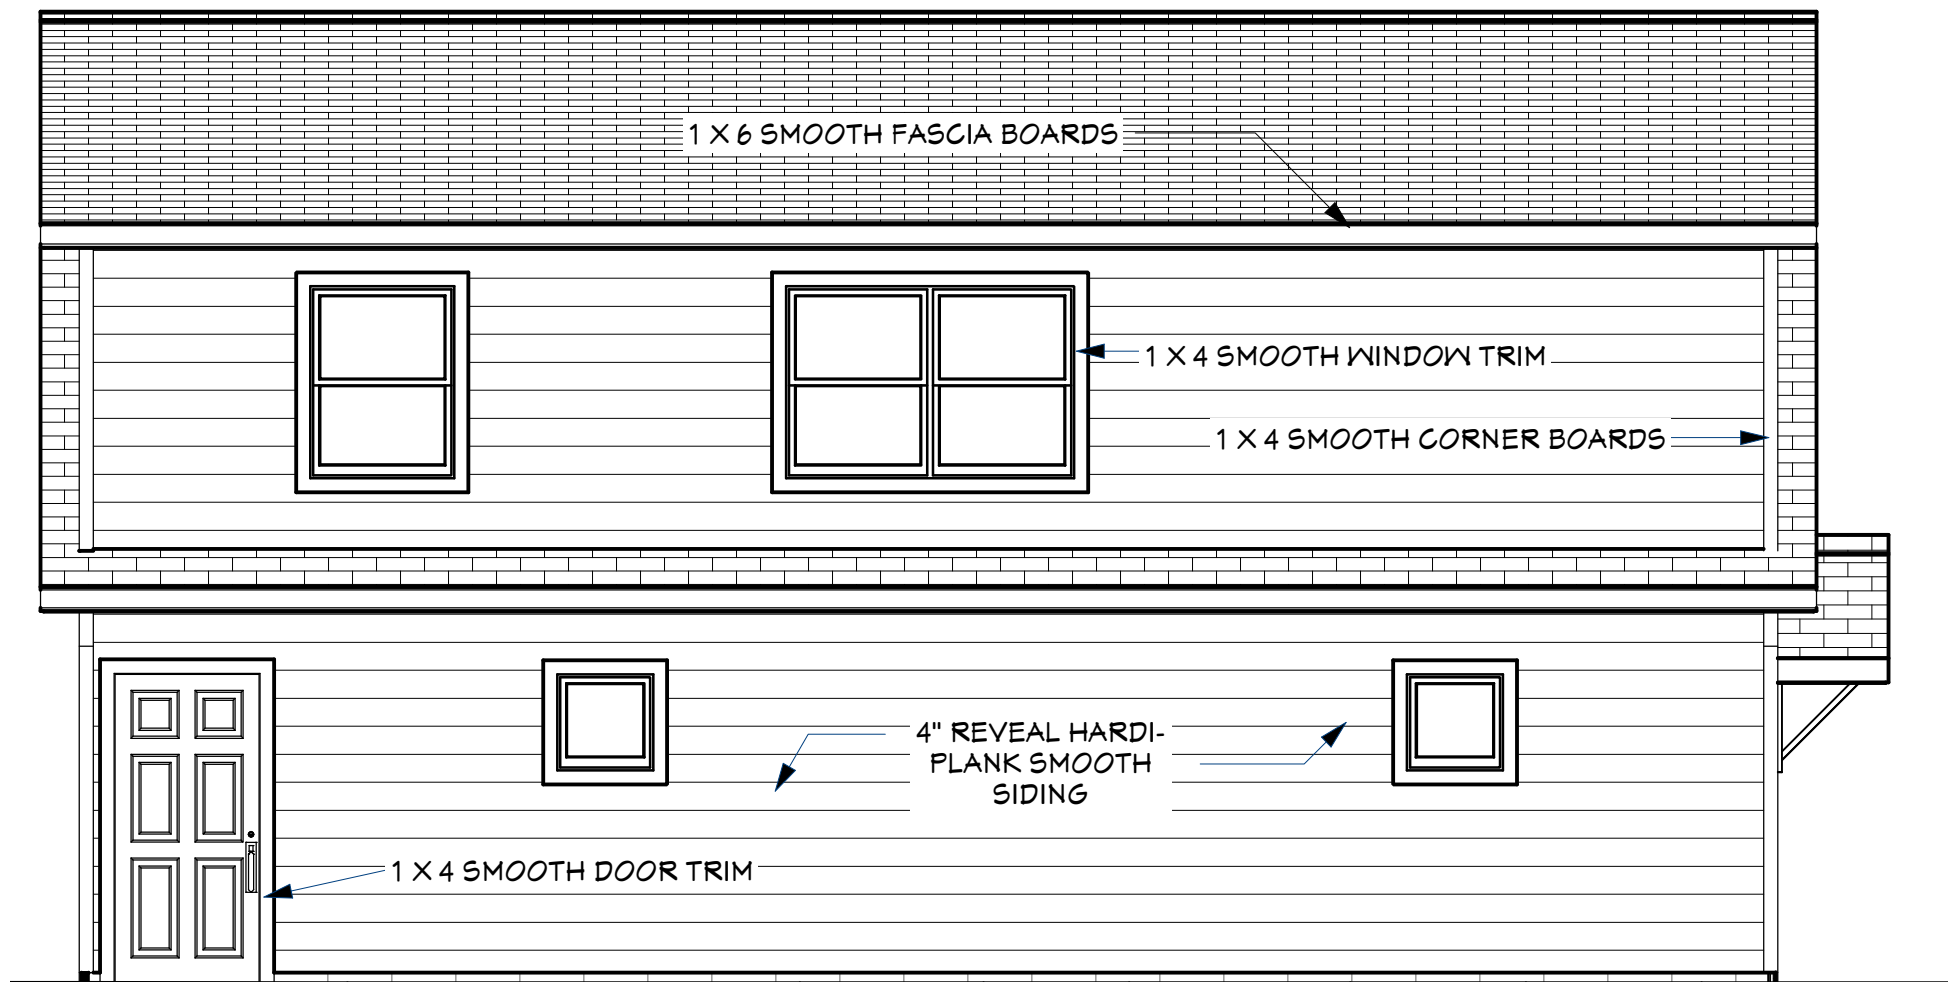 1 X 6 SMOOTH FASCIA BOARDS
1 X 4 SMOOTH WINDOW TRIM
1 X 4 SMOOTH CORNER BOARDS
4" REVEAL HARDI-
PLANK SMOOTH
SIDING
1 X 4 SMOOTH DOOR TRIM